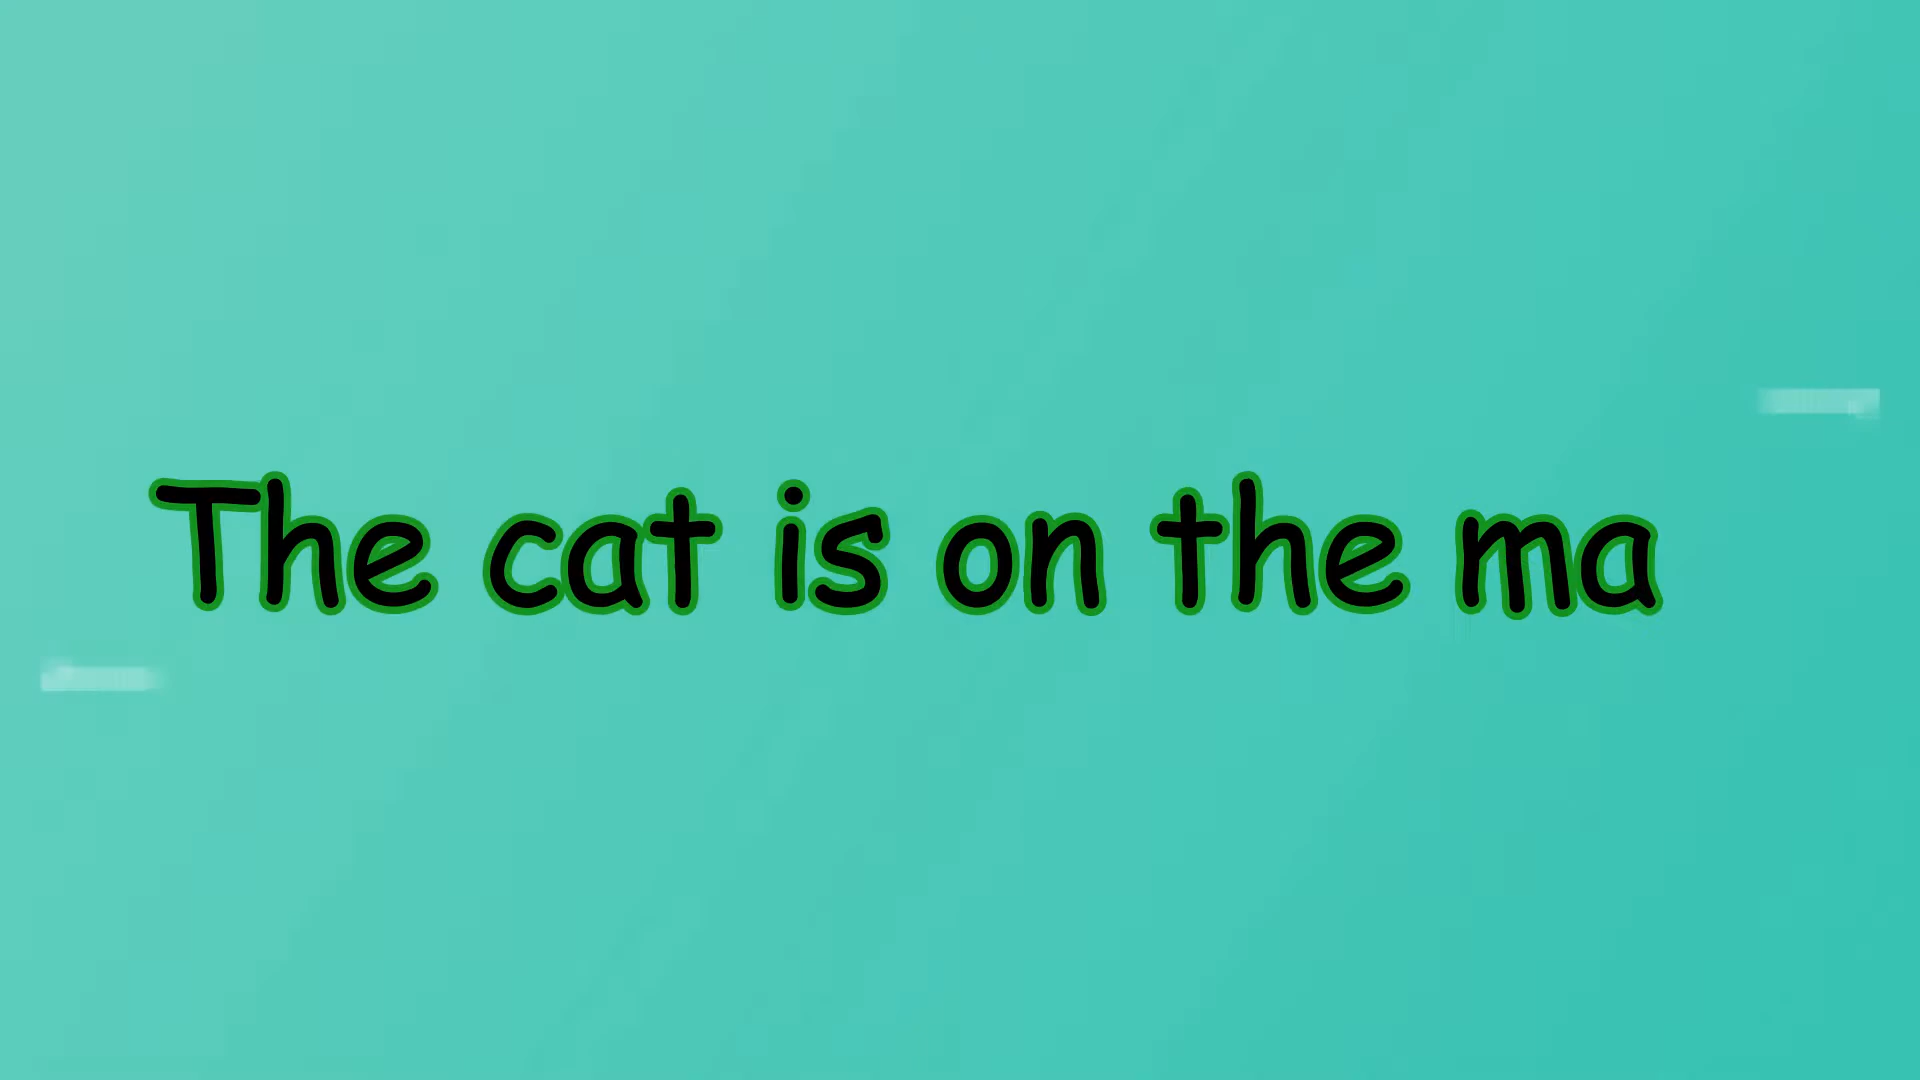 The cat is on the ma